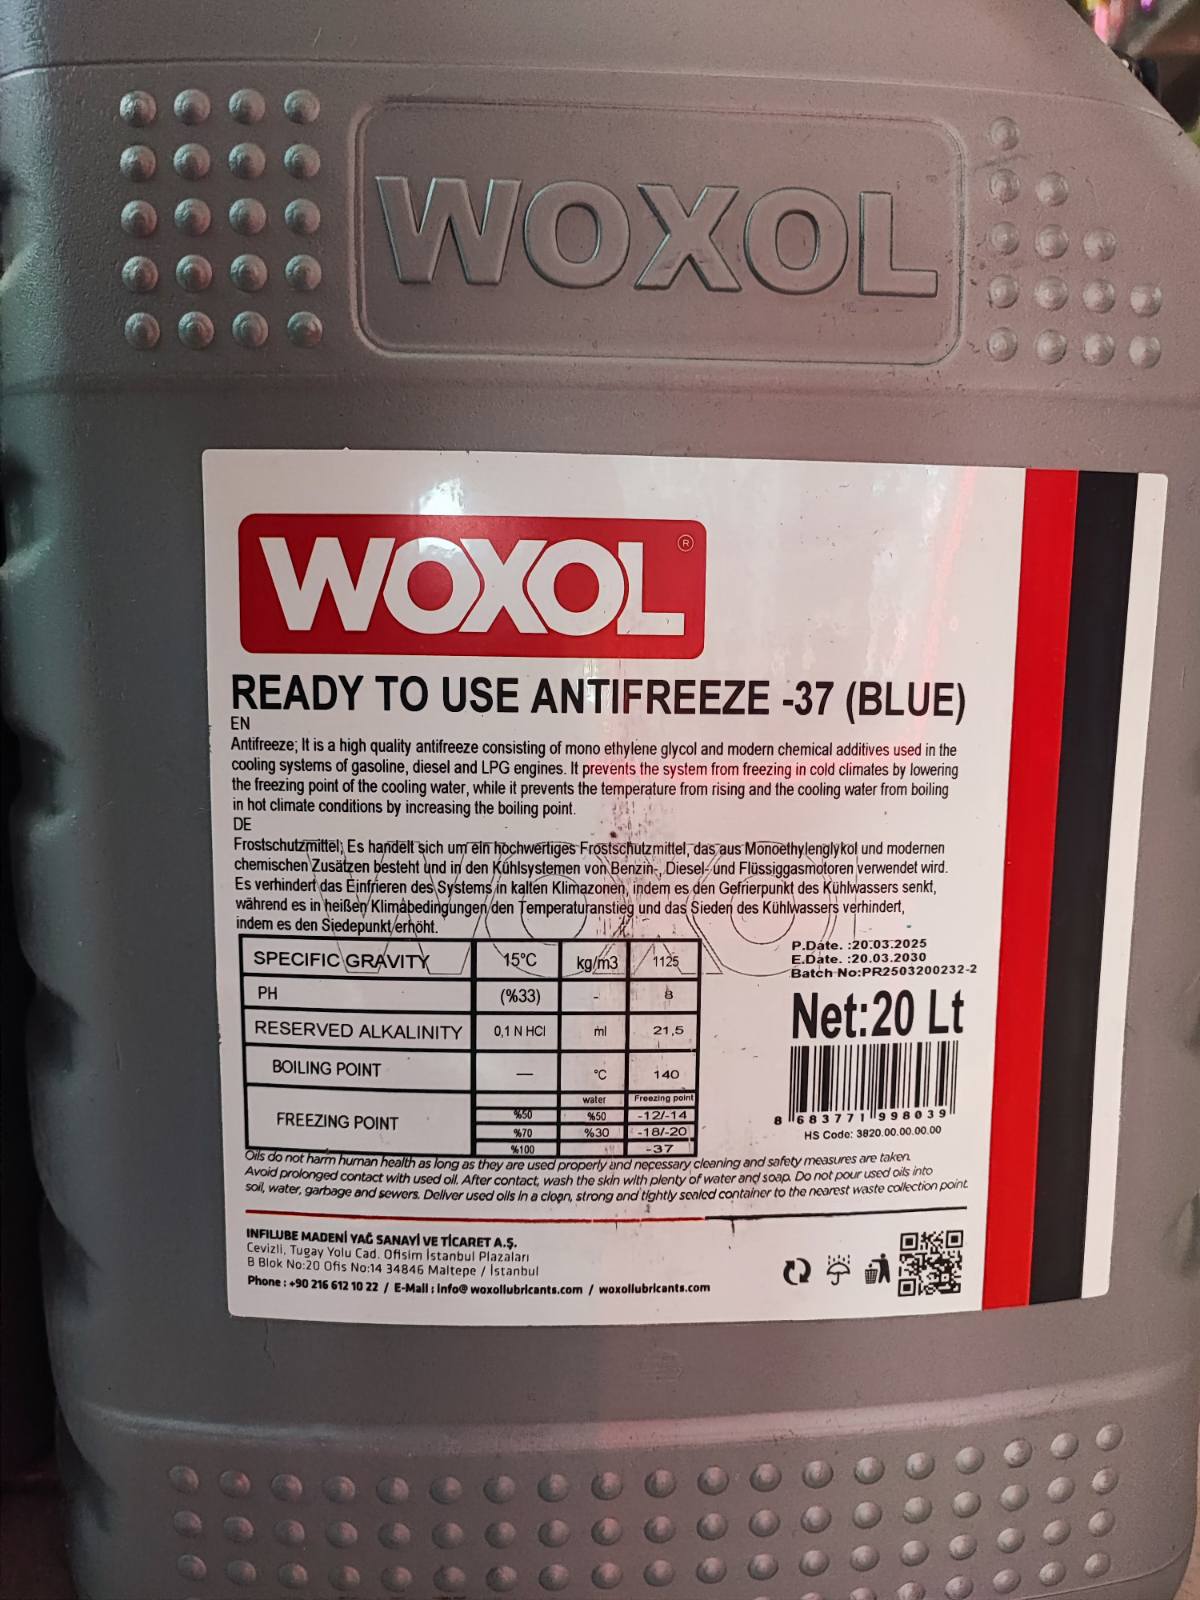 WOXOL
WOXOL ®
READY TO USE ANTIFREEZE -37 (BLUE)
EN
Antifreeze; It is a high quality antifreeze consisting of mono ethylene glycol and modern chemical additives used in the
cooling systems of gasoline, diesel and LPG engines. It prevents the system from freezing in cold climates by lowering
the freezing point of the cooling water, while it prevents the temperature from rising and the cooling water from boiling
in hot climate conditions by increasing the boiling point.
DE
Frostschutzmittel; Es handelt sich um ein hochwertiges Frostschutzmittel, das aus Monoethylenglykol und modernen
chemischen Zusätzen besteht und in den Kühlsystemen von Benzin-, Diesel- und Flüssiggasmotoren verwendet wird.
Es verhindert das Einfrieren des Systems in kalten Klimazonen, indem es den Gefrierpunkt des Kühlwassers senkt,
während es in heißen Klimabedingungen den Temperaturanstieg und das Sieden des Kühlwassers verhindert,
indem es den Siedepunkt erhöht.
WOXOL
SPECIFIC GRAVITY 15°C kg/m3 1125
PH (%33) - 8
RESERVED ALKALINITY 0,1 N HCl ml 21,5
BOILING POINT — °C 140
water Freezing point
FREEZING POINT %50 %50 -12/-14
%70 %30 -18/-20
%100 -37
P.Date. :20.03.2025
E.Date. :20.03.2030
Batch No:PR2503200232-2
Net:20 Lt
8 683771 998039
HS Code: 3820.00.00.00.00
Oils do not harm human health as long as they are used properly and necessary cleaning and safety measures are taken.
Avoid prolonged contact with used oil. After contact, wash the skin with plenty of water and soap. Do not pour used oils into
soil, water, garbage and sewers. Deliver used oils in a clean, strong and tightly sealed container to the nearest waste collection point.
INFILUBE MADENİ YAĞ SANAYİ VE TİCARET A.Ş.
Cevizli, Tugay Yolu Cad. Ofisim İstanbul Plazaları
B Blok No:20 Ofis No:14 34846 Maltepe / İstanbul
Phone : +90 216 612 10 22 / E-Mail : info@woxollubricants.com / woxollubricants.com